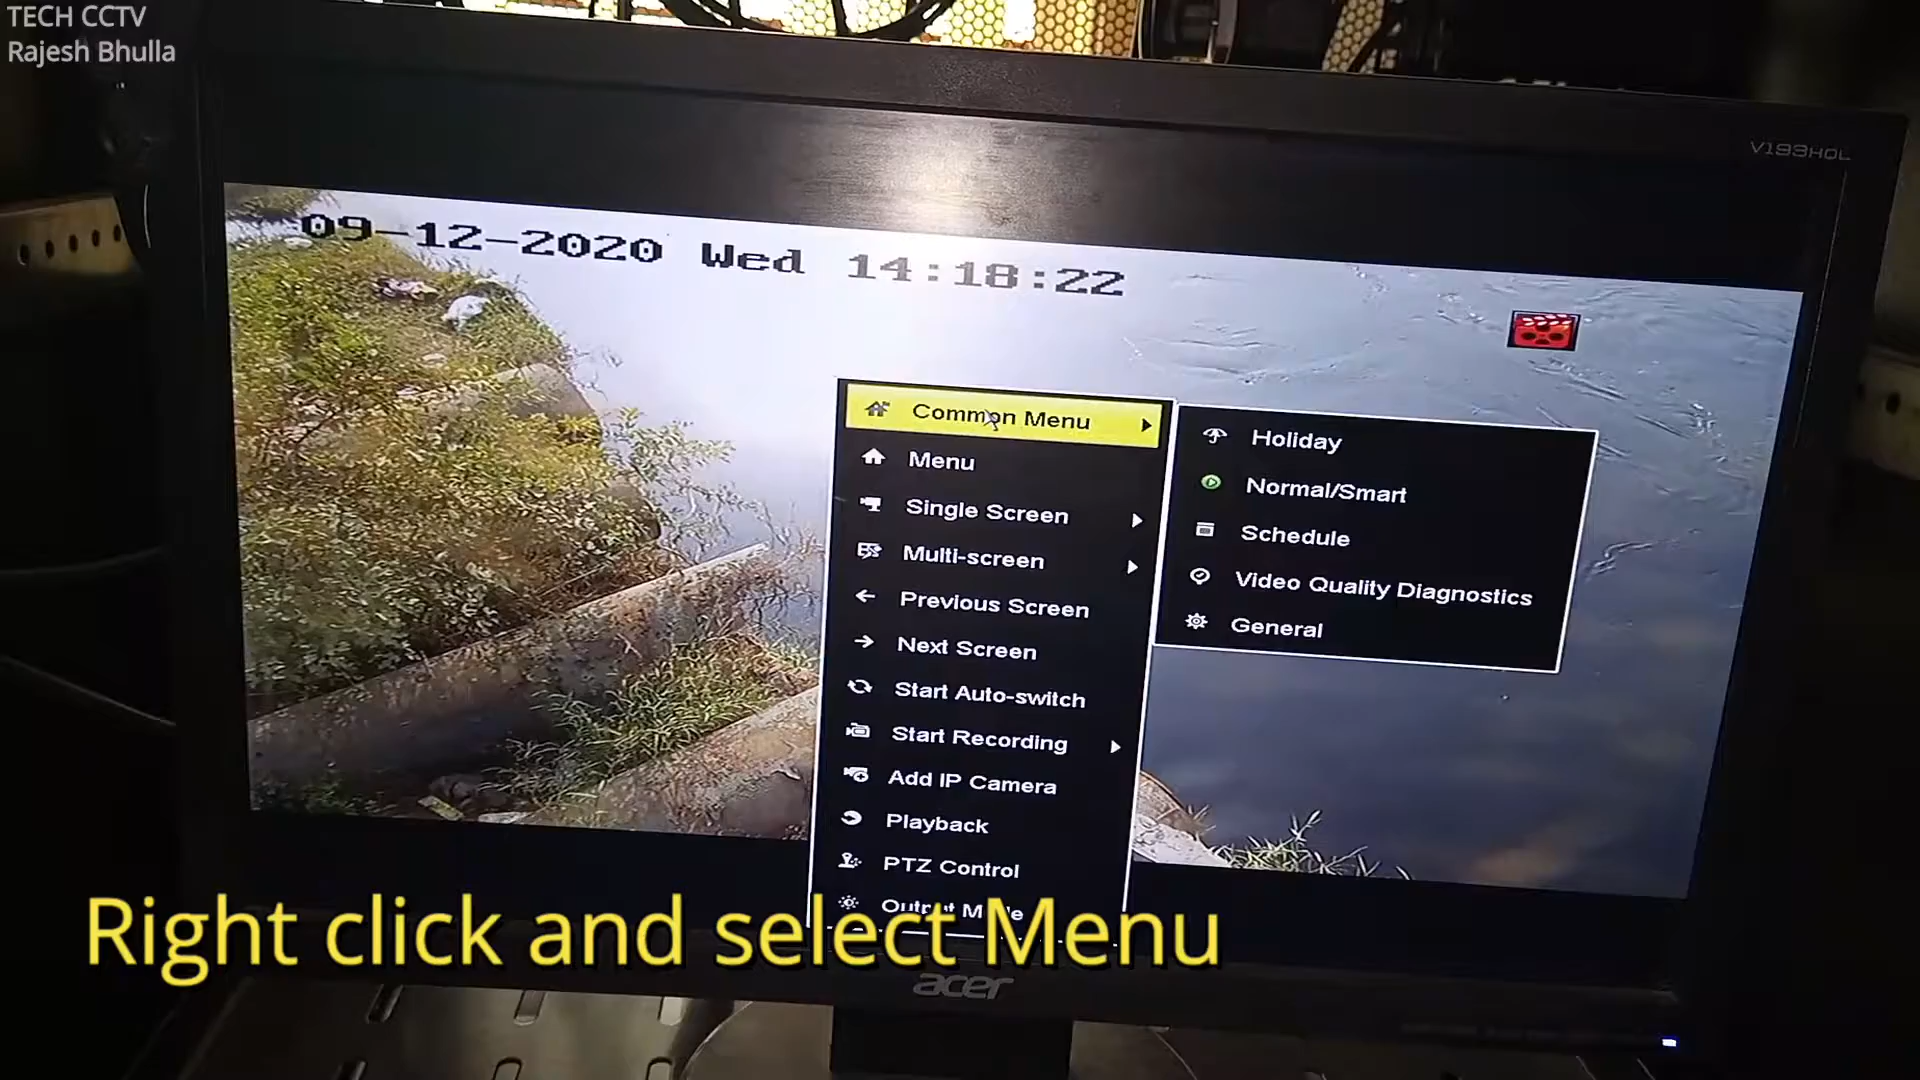 TECH CCTV
Rajesh Bhulla
V193HQL
09-12-2020 Wed 14:18:22
Common Menu
Menu
Single Screen
Multi-screen
Previous Screen
Next Screen
Start Auto-switch
Start Recording
Add IP Camera
Playback
PTZ Control
Output Mode
Holiday
Normal/Smart
Schedule
Video Quality Diagnostics
General
Right click and select Menu
acer